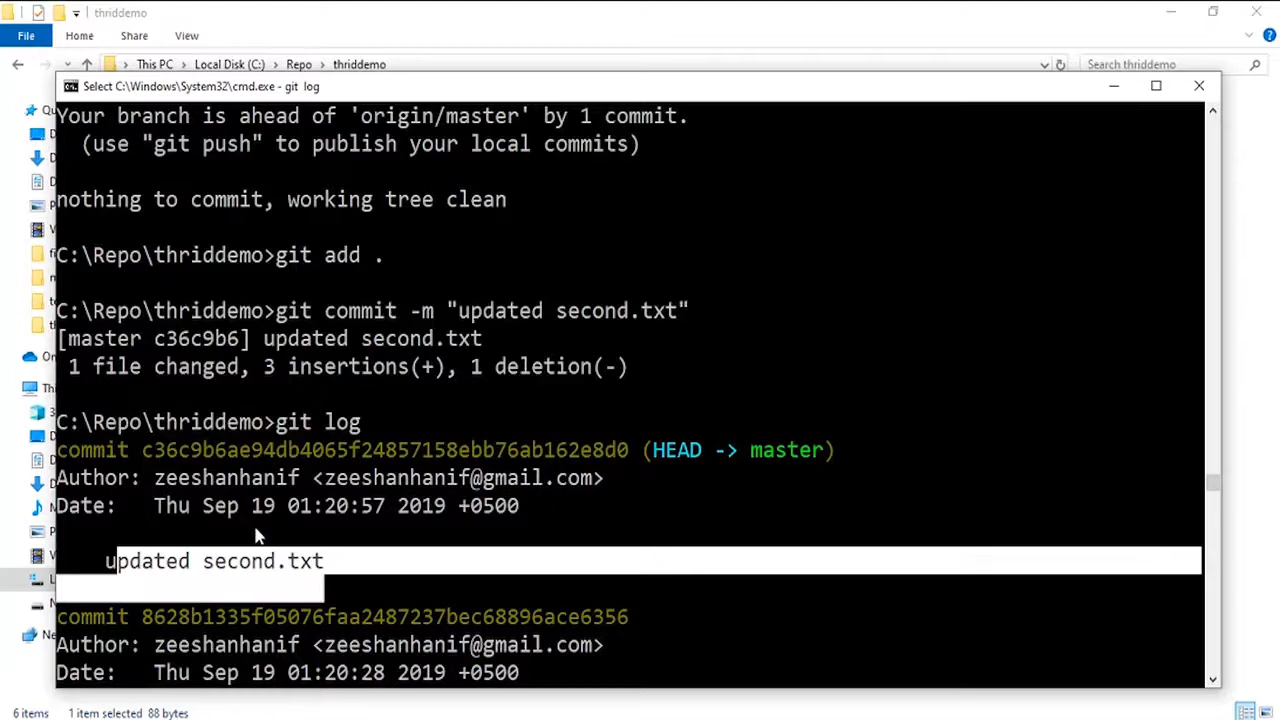 thriddemo
File Home Share View
This PC Local Disk (C:) Repo thriddemo Search thriddemo
Select C:\Windows\System32\cmd.exe - git log
Your branch is ahead of 'origin/master' by 1 commit.
(use "git push" to publish your local commits)
nothing to commit, working tree clean
C:\Repo\thriddemo>git add .
C:\Repo\thriddemo>git commit -m "updated second.txt"
[master c36c9b6] updated second.txt
1 file changed, 3 insertions(+), 1 deletion(-)
C:\Repo\thriddemo>git log
commit c36c9b6ae94db4065f24857158ebb76ab162e8d0 (HEAD -> master)
Author: zeeshanhanif <zeeshanhanif@gmail.com>
Date: Thu Sep 19 01:20:57 2019 +0500
updated second.txt
commit 8628b1335f05076faa2487237bec68896ace6356
Author: zeeshanhanif <zeeshanhanif@gmail.com>
Date: Thu Sep 19 01:20:28 2019 +0500
6 items 1 item selected 88 bytes